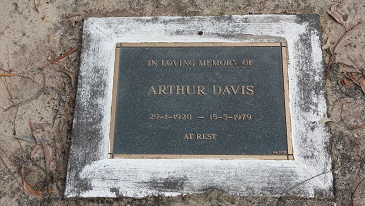 IN LOVING MEMORY OF
ARTHUR DAVIS
29-1-1920 — 15-5-1979
AT REST